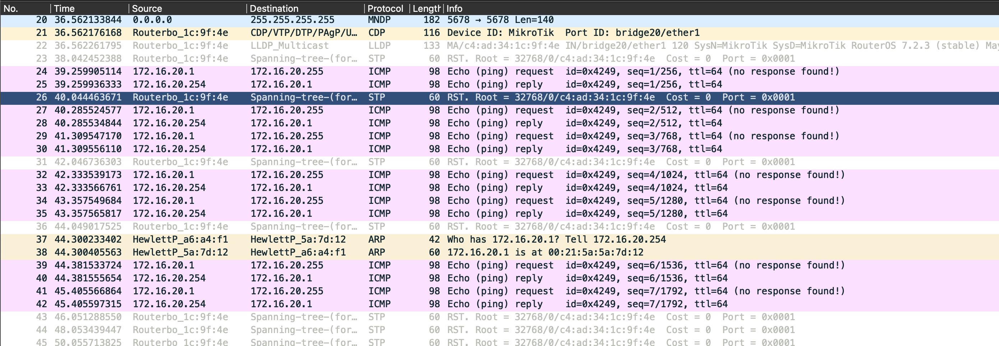 No. Time Source Destination Protocol Length Info
20 36.562133844 0.0.0.0 255.255.255.255 MNDP 182 5678 → 5678 Len=140
21 36.562176168 Routerbo_1c:9f:4e CDP/VTP/DTP/PAgP/U… CDP 116 Device ID: MikroTik  Port ID: bridge20/ether1
22 36.562261795 Routerbo_1c:9f:4e LLDP_Multicast LLDP 133 MA/c4:ad:34:1c:9f:4e IN/bridge20/ether1 120 SysN=MikroTik SysD=MikroTik RouterOS 7.2.3 (stable) May
23 38.042452388 Routerbo_1c:9f:4e Spanning-tree-(for… STP 60 RST. Root = 32768/0/c4:ad:34:1c:9f:4e  Cost = 0  Port = 0x0001
24 39.259905114 172.16.20.1 172.16.20.255 ICMP 98 Echo (ping) request  id=0x4249, seq=1/256, ttl=64 (no response found!)
25 39.259936333 172.16.20.254 172.16.20.1 ICMP 98 Echo (ping) reply    id=0x4249, seq=1/256, ttl=64
26 40.044463671 Routerbo_1c:9f:4e Spanning-tree-(for… STP 60 RST. Root = 32768/0/c4:ad:34:1c:9f:4e  Cost = 0  Port = 0x0001
27 40.285524577 172.16.20.1 172.16.20.255 ICMP 98 Echo (ping) request  id=0x4249, seq=2/512, ttl=64 (no response found!)
28 40.285534844 172.16.20.254 172.16.20.1 ICMP 98 Echo (ping) reply    id=0x4249, seq=2/512, ttl=64
29 41.309547170 172.16.20.1 172.16.20.255 ICMP 98 Echo (ping) request  id=0x4249, seq=3/768, ttl=64 (no response found!)
30 41.309556110 172.16.20.254 172.16.20.1 ICMP 98 Echo (ping) reply    id=0x4249, seq=3/768, ttl=64
31 42.046736303 Routerbo_1c:9f:4e Spanning-tree-(for… STP 60 RST. Root = 32768/0/c4:ad:34:1c:9f:4e  Cost = 0  Port = 0x0001
32 42.333539173 172.16.20.1 172.16.20.255 ICMP 98 Echo (ping) request  id=0x4249, seq=4/1024, ttl=64 (no response found!)
33 42.333566761 172.16.20.254 172.16.20.1 ICMP 98 Echo (ping) reply    id=0x4249, seq=4/1024, ttl=64
34 43.357549684 172.16.20.1 172.16.20.255 ICMP 98 Echo (ping) request  id=0x4249, seq=5/1280, ttl=64 (no response found!)
35 43.357565817 172.16.20.254 172.16.20.1 ICMP 98 Echo (ping) reply    id=0x4249, seq=5/1280, ttl=64
36 44.049017525 Routerbo_1c:9f:4e Spanning-tree-(for… STP 60 RST. Root = 32768/0/c4:ad:34:1c:9f:4e  Cost = 0  Port = 0x0001
37 44.300233402 HewlettP_a6:a4:f1 HewlettP_5a:7d:12 ARP 42 Who has 172.16.20.1? Tell 172.16.20.254
38 44.300405563 HewlettP_5a:7d:12 HewlettP_a6:a4:f1 ARP 60 172.16.20.1 is at 00:21:5a:5a:7d:12
39 44.381533724 172.16.20.1 172.16.20.255 ICMP 98 Echo (ping) request  id=0x4249, seq=6/1536, ttl=64 (no response found!)
40 44.381555654 172.16.20.254 172.16.20.1 ICMP 98 Echo (ping) reply    id=0x4249, seq=6/1536, ttl=64
41 45.405566864 172.16.20.1 172.16.20.255 ICMP 98 Echo (ping) request  id=0x4249, seq=7/1792, ttl=64 (no response found!)
42 45.405597315 172.16.20.254 172.16.20.1 ICMP 98 Echo (ping) reply    id=0x4249, seq=7/1792, ttl=64
43 46.051288550 Routerbo_1c:9f:4e Spanning-tree-(for… STP 60 RST. Root = 32768/0/c4:ad:34:1c:9f:4e  Cost = 0  Port = 0x0001
44 48.053439447 Routerbo_1c:9f:4e Spanning-tree-(for… STP 60 RST. Root = 32768/0/c4:ad:34:1c:9f:4e  Cost = 0  Port = 0x0001
45 50.055713825 Routerbo_1c:9f:4e Spanning-tree-(for… STP 60 RST. Root = 32768/0/c4:ad:34:1c:9f:4e  Cost = 0  Port = 0x0001